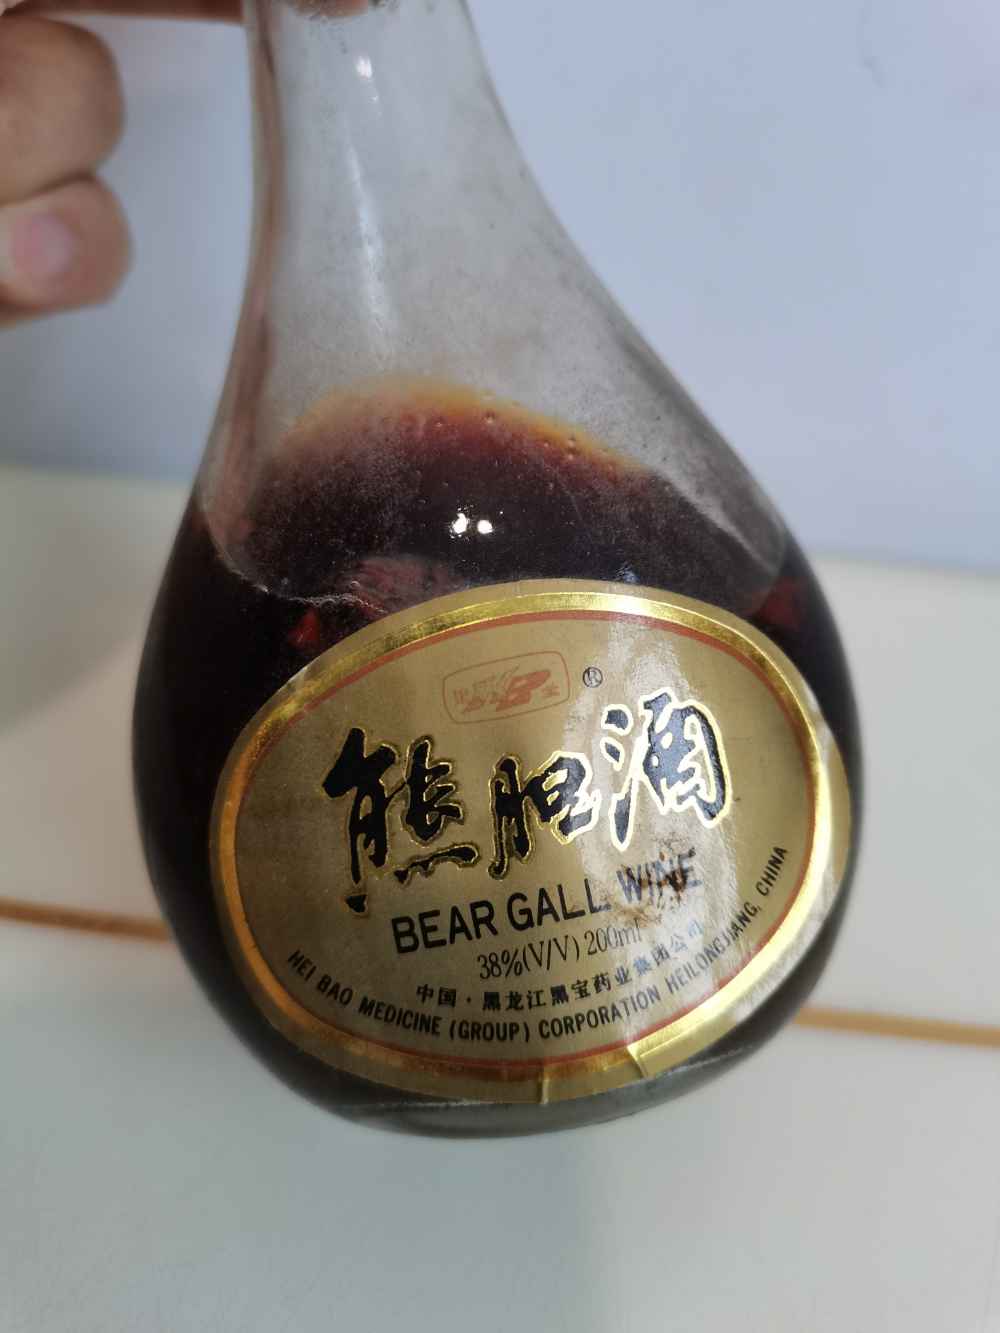 ®
熊胆酒
BEAR GALL WINE
38%(V/V) 200ml
中国·黑龙江黑宝药业集团公司
HEI BAO MEDICINE (GROUP) CORPORATION HEILONGJIANG, CHINA